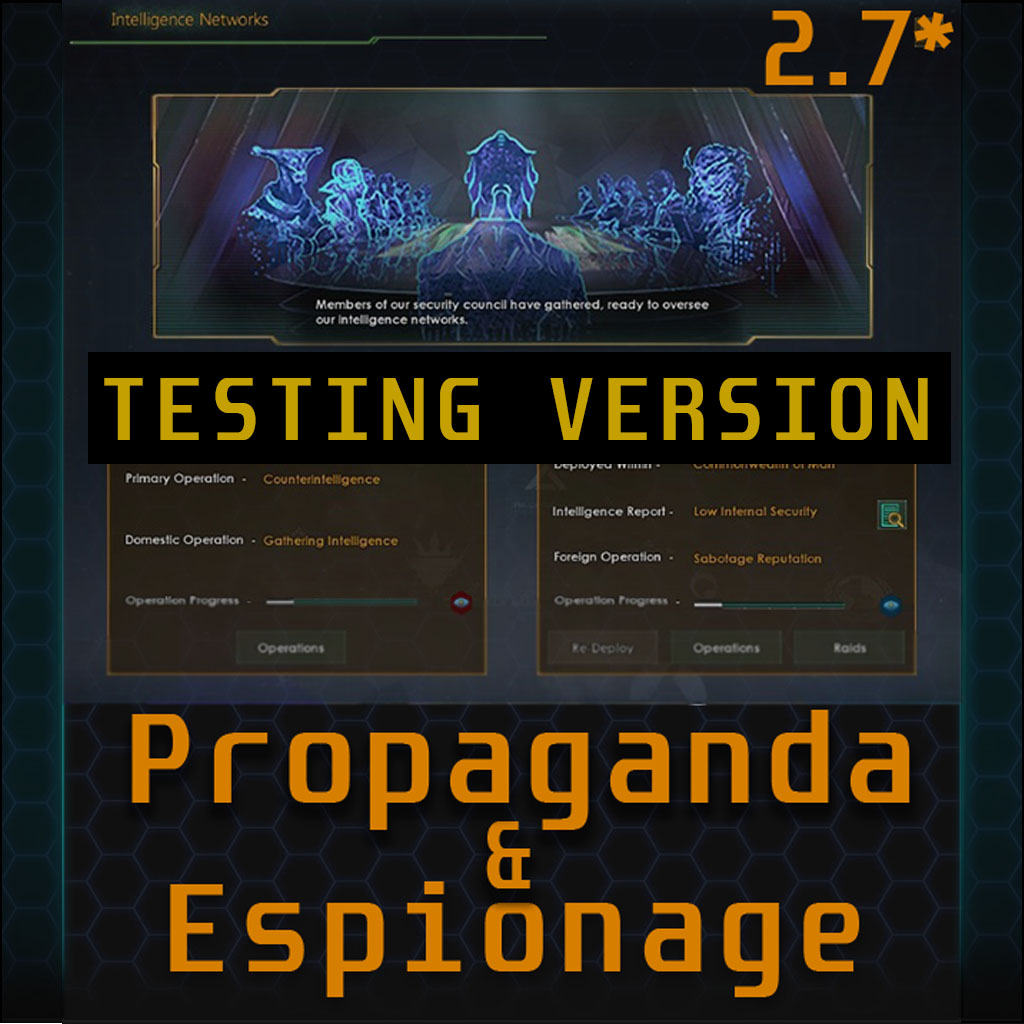 Intelligence Networks
2.7*
Members of our security council have gathered, ready to oversee
our intelligence networks.
TESTING VERSION
Primary Operation - Counterintelligence
Domestic Operation - Gathering Intelligence
Operation Progress -
Operations
Deployed Within - Commonwealth of Man
Intelligence Report - Low Internal Security
Foreign Operation - Sabotage Reputation
Operation Progress -
Re-Deploy Operations Raids
Propaganda
&
Espionage